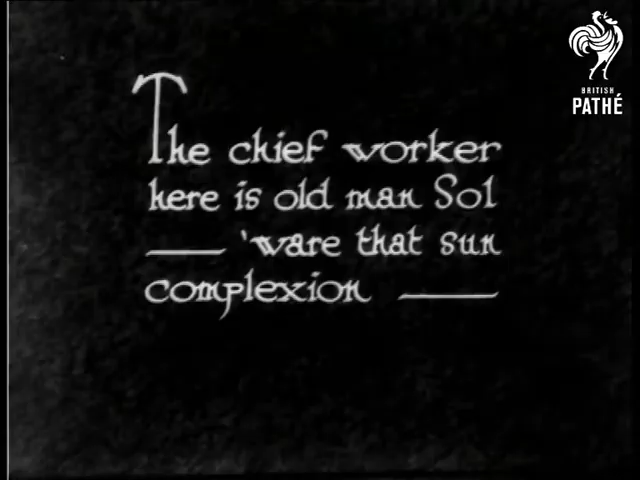 BRITISH
PATHÉ
The chief worker
here is old man Sol
—— 'ware that sun
complexion ——